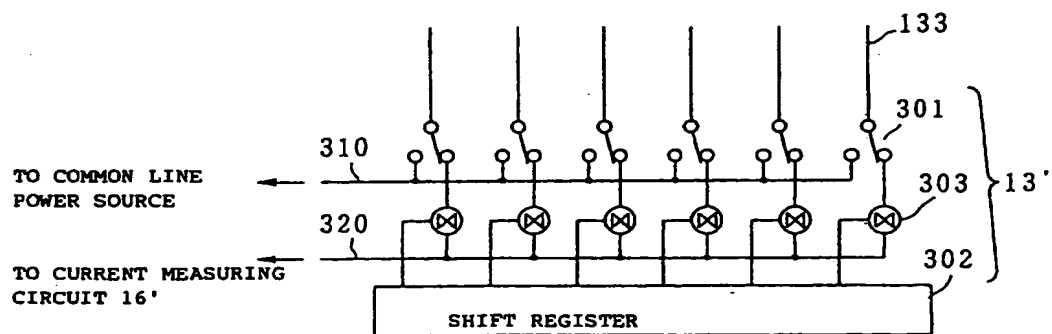 133
301
310
TO COMMON LINE
POWER SOURCE
303
13'
320
TO CURRENT MEASURING
CIRCUIT 16'
302
SHIFT REGISTER